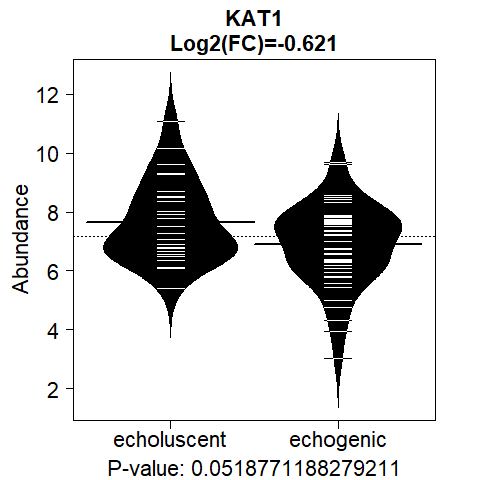 KAT1
Log2(FC)=-0.621
Abundance
12
10
8
6
4
2
echoluscent echogenic
P-value: 0.0518771188279211